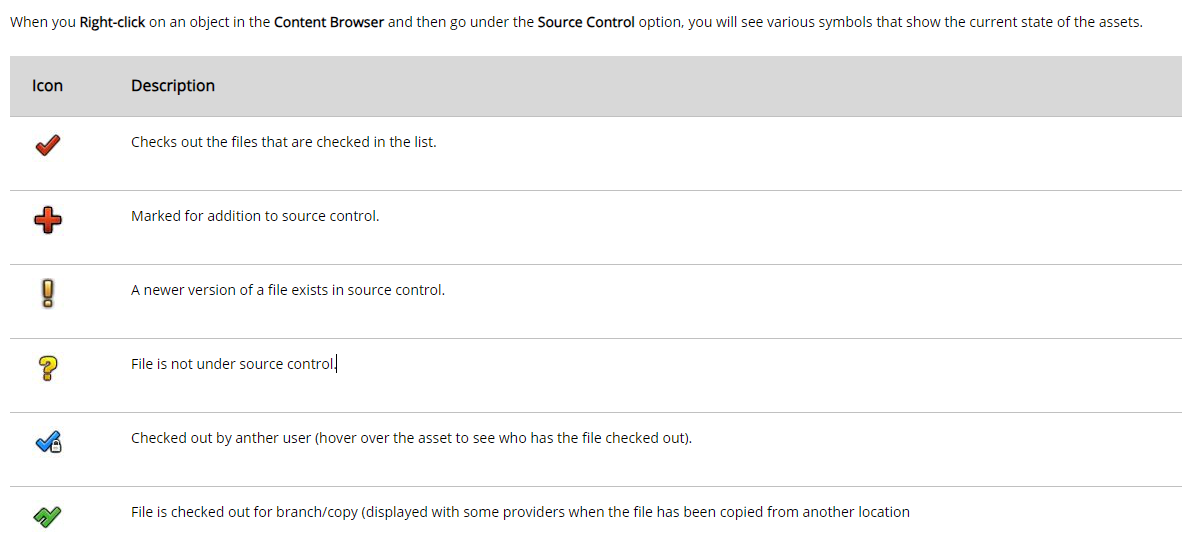 When you Right-click on an object in the Content Browser and then go under the Source Control option, you will see various symbols that show the current state of the assets.
Icon Description
Checks out the files that are checked in the list.
Marked for addition to source control.
A newer version of a file exists in source control.
File is not under source control.
Checked out by anther user (hover over the asset to see who has the file checked out).
File is checked out for branch/copy (displayed with some providers when the file has been copied from another location